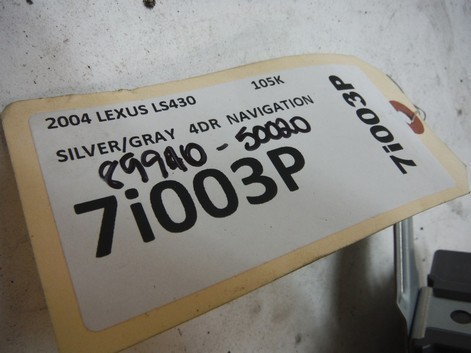 2004 LEXUS LS430 105K
SILVER/GRAY 4DR NAVIGATION
89940-50020
7i003P
7i003P